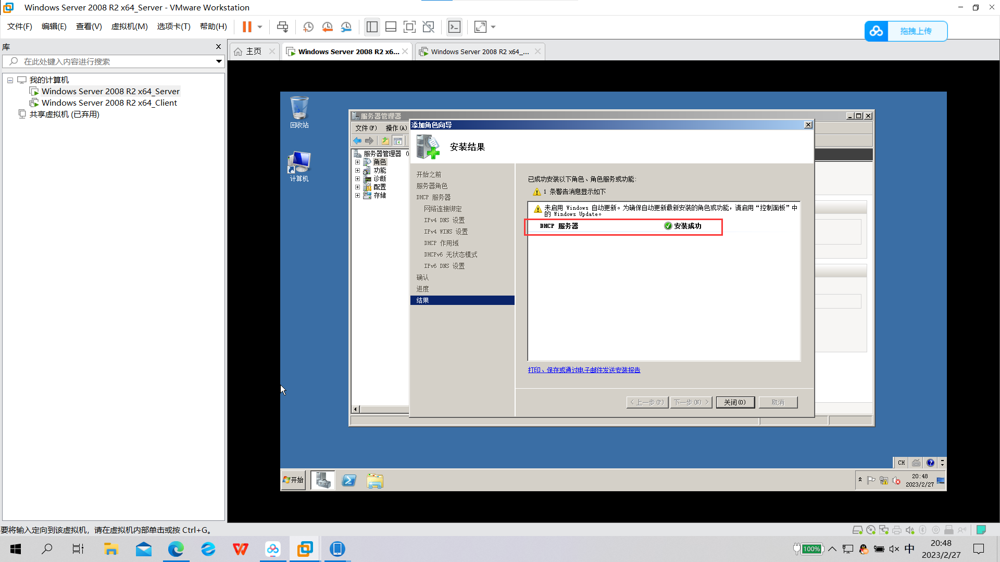 Windows Server 2008 R2 x64_Server - VMware Workstation
文件(F) 编辑(E) 查看(V) 虚拟机(M) 选项卡(T) 帮助(H)
拖拽上传
库
在此处键入内容进行搜索
主页
Windows Server 2008 R2 x6...
Windows Server 2008 R2 x64_...
我的计算机
Windows Server 2008 R2 x64_Server
Windows Server 2008 R2 x64_Client
共享虚拟机 (已弃用)
回收站
计算机
服务器管理器
文件(F) 操作(A)
服务器管理器
角色
功能
诊断
配置
存储
添加角色向导
安装结果
开始之前
服务器角色
DHCP 服务器
网络连接绑定
IPv4 DNS 设置
IPv4 WINS 设置
DHCP 作用域
DHCPv6 无状态模式
IPv6 DNS 设置
确认
进度
结果
已成功安装以下角色、角色服务或功能:
1 条警告消息显示如下
未启用 Windows 自动更新。为确保自动更新最新安装的角色或功能，请启用“控制面板”中
的 Windows Update。
DHCP 服务器 安装成功
打印、保存或通过电子邮件发送安装报告
< 上一步(P) 下一步(N) > 关闭(O) 取消
CH
开始
20:48
2023/2/27
要将输入定向到该虚拟机，请在虚拟机内部单击或按 Ctrl+G。
100%
中
20:48
2023/2/27